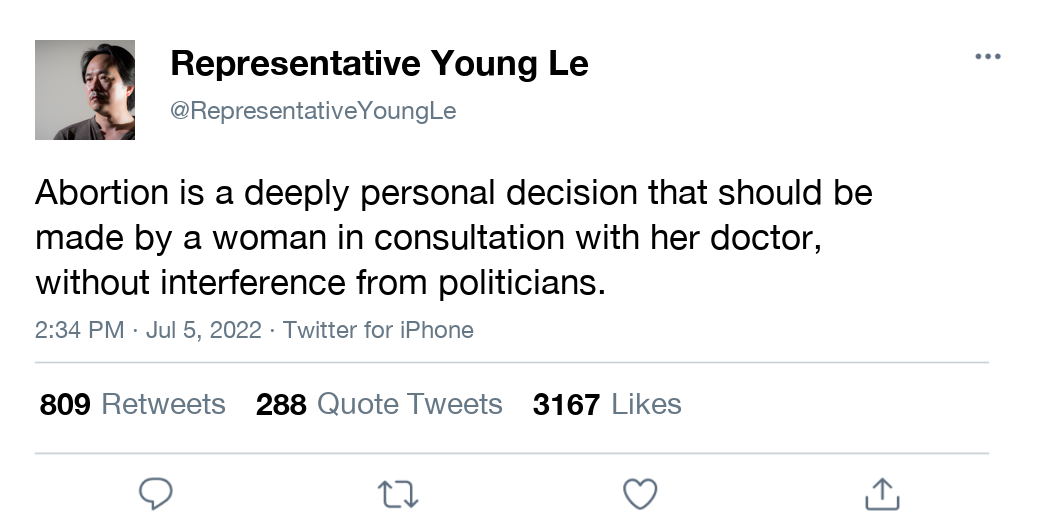 Representative Young Le
@RepresentativeYoungLe
Abortion is a deeply personal decision that should be
made by a woman in consultation with her doctor,
without interference from politicians.
2:34 PM · Jul 5, 2022 · Twitter for iPhone
809 Retweets 288 Quote Tweets 3167 Likes